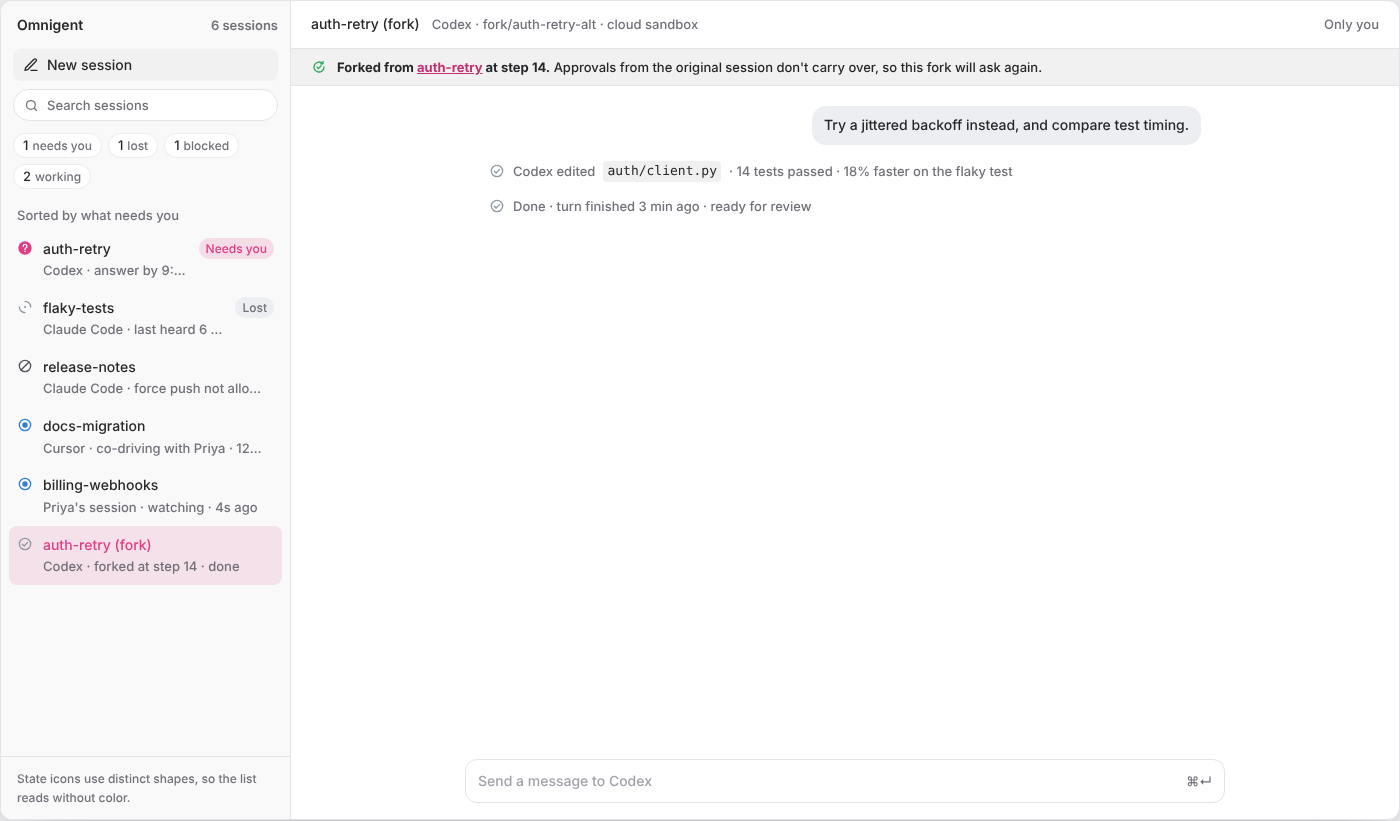 Omnigent
6 sessions
New session
Search sessions
1 needs you
1 lost
1 blocked
2 working
Sorted by what needs you
auth-retry
Needs you
Codex · answer by 9:...
flaky-tests
Lost
Claude Code · last heard 6 ...
release-notes
Claude Code · force push not allo...
docs-migration
Cursor · co-driving with Priya · 12...
billing-webhooks
Priya's session · watching · 4s ago
auth-retry (fork)
Codex · forked at step 14 · done
State icons use distinct shapes, so the list
reads without color.
auth-retry (fork) Codex · fork/auth-retry-alt · cloud sandbox
Only you
Forked from auth-retry at step 14. Approvals from the original session don't carry over, so this fork will ask again.
Try a jittered backoff instead, and compare test timing.
Codex edited auth/client.py · 14 tests passed · 18% faster on the flaky test
Done · turn finished 3 min ago · ready for review
Send a message to Codex
⌘↵